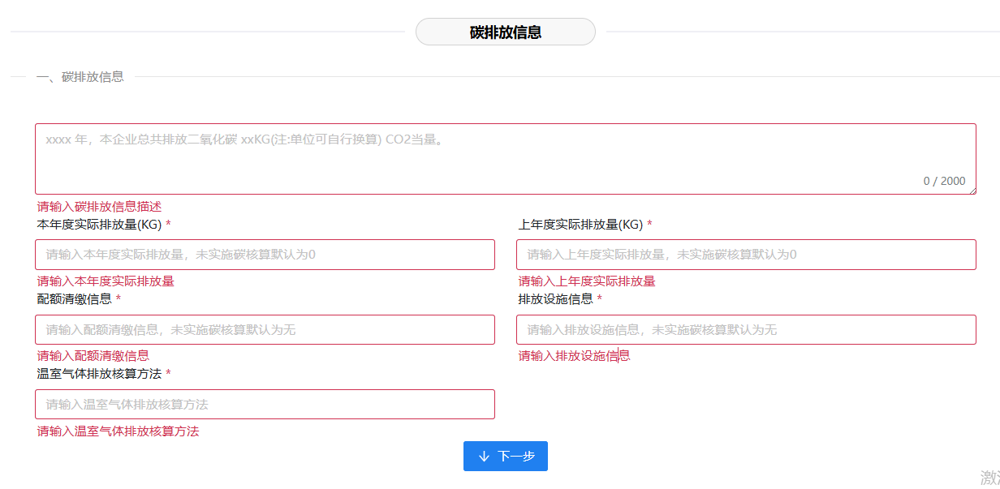 碳排放信息
一、碳排放信息
xxxx 年，本企业总共排放二氧化碳 xxKG(注:单位可自行换算) CO2当量。
0 / 2000
请输入碳排放信息描述
本年度实际排放量(KG) *
上年度实际排放量(KG) *
请输入本年度实际排放量，未实施碳核算默认为0
请输入上年度实际排放量，未实施碳核算默认为0
请输入本年度实际排放量
请输入上年度实际排放量
配额清缴信息 *
排放设施信息 *
请输入配额清缴信息，未实施碳核算默认为无
请输入排放设施信息，未实施碳核算默认为无
请输入配额清缴信息
请输入排放设施信息
温室气体排放核算方法 *
请输入温室气体排放核算方法
请输入温室气体排放核算方法
下一步